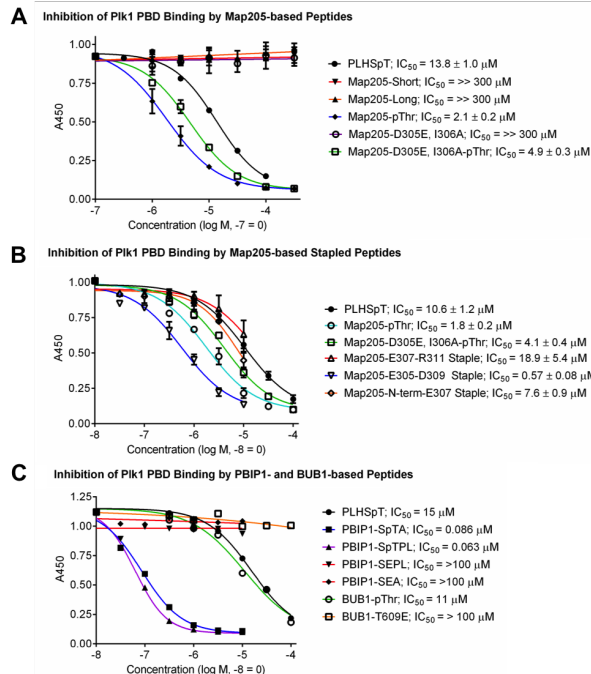 A
Inhibition of Plk1 PBD Binding by Map205-based Peptides
1.00
0.75
0.50
0.25
0.00
A450
-7
-6
-5
-4
Concentration (log M, -7 = 0)
PLHSpT; IC50 = 13.8 ± 1.0 µM
Map205-Short; IC50 = >> 300 µM
Map205-Long; IC50 = >> 300 µM
Map205-pThr; IC50 = 2.1 ± 0.2 µM
Map205-D305E, I306A; IC50 = >> 300 µM
Map205-D305E, I306A-pThr; IC50 = 4.9 ± 0.3 µM
B
Inhibition of Plk1 PBD Binding by Map205-based Stapled Peptides
1.00
0.75
0.50
0.25
0.00
A450
-8
-7
-6
-5
-4
Concentration (log M, -8 = 0)
PLHSpT; IC50 = 10.6 ± 1.2 µM
Map205-pThr; IC50 = 1.8 ± 0.2 µM
Map205-D305E, I306A-pThr; IC50 = 4.1 ± 0.4 µM
Map205-E307-R311 Staple; IC50 = 18.9 ± 5.4 µM
Map205-E305-D309 Staple; IC50 = 0.57 ± 0.08 µM
Map205-N-term-E307 Staple; IC50 = 7.6 ± 0.9 µM
C
Inhibition of Plk1 PBD Binding by PBIP1- and BUB1-based Peptides
1.25
1.00
0.75
0.50
0.25
0.00
A450
-8
-7
-6
-5
-4
Concentration (log M, -8 = 0)
PLHSpT; IC50 = 15 µM
PBIP1-SpTA; IC50 = 0.086 µM
PBIP1-SpTPL; IC50 = 0.063 µM
PBIP1-SEPL; IC50 = >100 µM
PBIP1-SEA; IC50 = >100 µM
BUB1-pThr; IC50 = 11 µM
BUB1-T609E; IC50 = > 100 µM